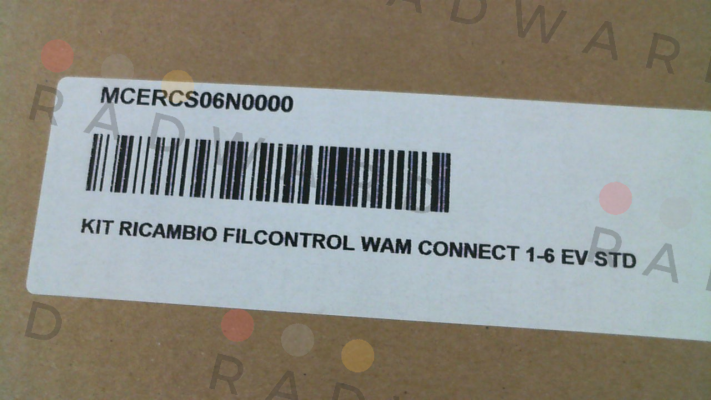 MCERCS06N0000
KIT RICAMBIO FILCONTROL WAM CONNECT 1-6 EV STD